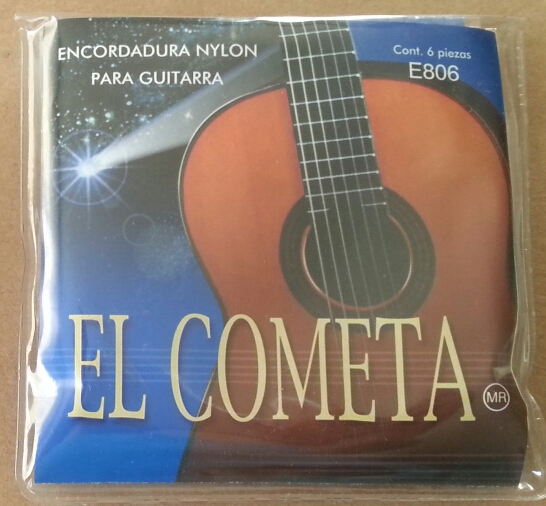 ENCORDADURA NYLON
PARA GUITARRA
Cont. 6 piezas
E806
EL COMETA
MR